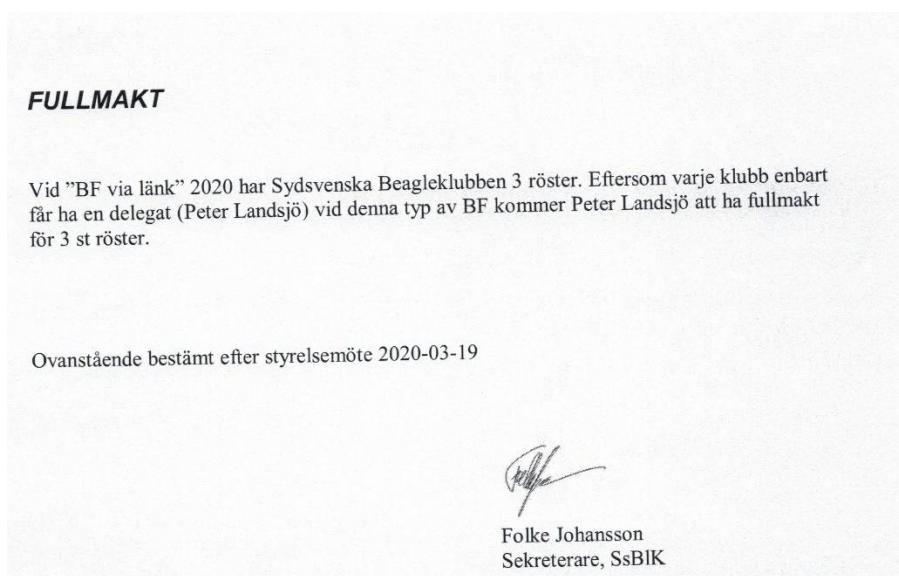 FULLMAKT
Vid ”BF via länk” 2020 har Sydsvenska Beagleklubben 3 röster. Eftersom varje klubb enbart
får ha en delegat (Peter Landsjö) vid denna typ av BF kommer Peter Landsjö att ha fullmakt
för 3 st röster.
Ovanstående bestämt efter styrelsemöte 2020-03-19
Folke Johansson
Sekreterare, SsBlK